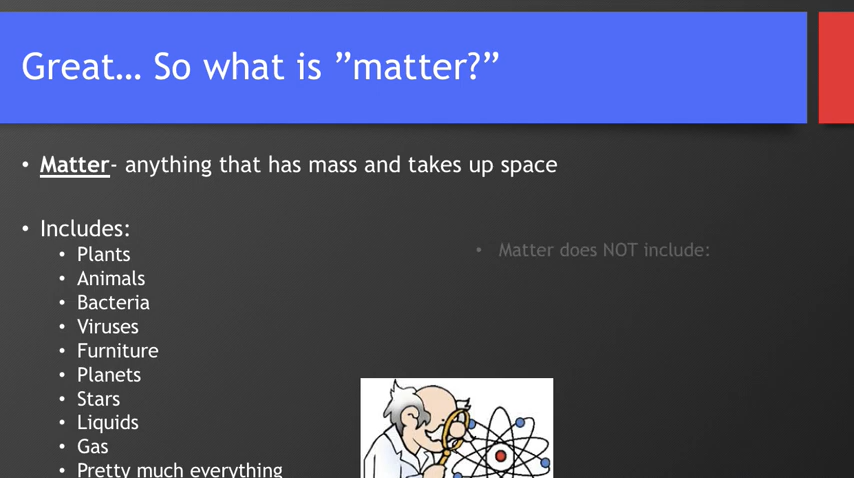 Great… So what is ”matter?”
• Matter- anything that has mass and takes up space
• Includes:
• Plants
• Animals
• Bacteria
• Viruses
• Furniture
• Planets
• Stars
• Liquids
• Gas
• Pretty much everything
• Matter does NOT include: